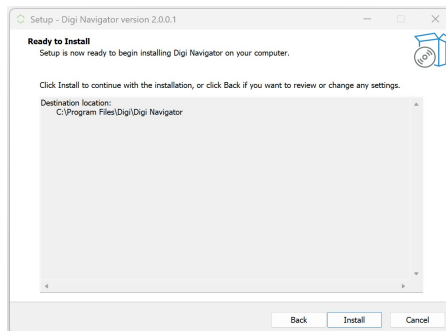 Setup - Digi Navigator version 2.0.0.1
Ready to Install
Setup is now ready to begin installing Digi Navigator on your computer.
Click Install to continue with the installation, or click Back if you want to review or change any settings.
Destination location:
C:\Program Files\Digi\Digi Navigator
Back Install Cancel